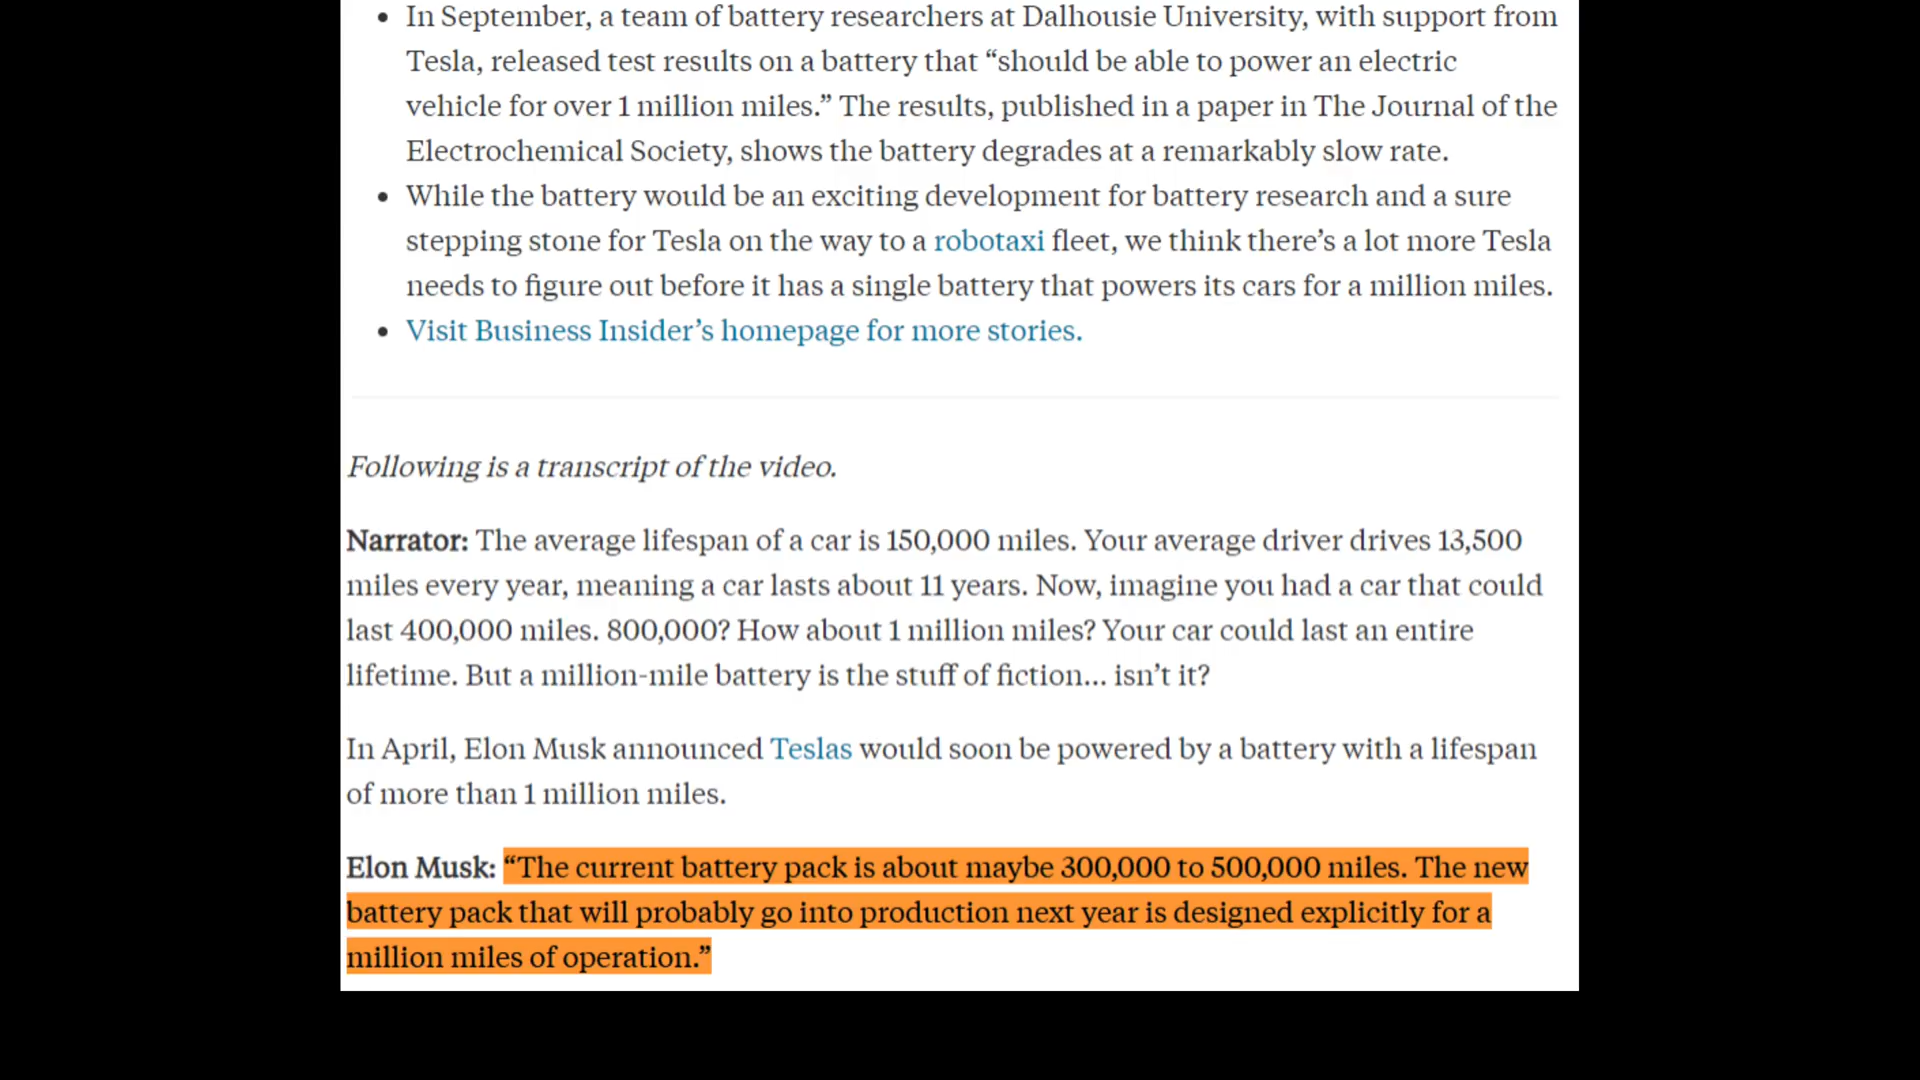 In September, a team of battery researchers at Dalhousie University, with support from
Tesla, released test results on a battery that “should be able to power an electric
vehicle for over 1 million miles.” The results, published in a paper in The Journal of the
Electrochemical Society, shows the battery degrades at a remarkably slow rate.
While the battery would be an exciting development for battery research and a sure
stepping stone for Tesla on the way to a robotaxi fleet, we think there’s a lot more Tesla
needs to figure out before it has a single battery that powers its cars for a million miles.
Visit Business Insider’s homepage for more stories.
Following is a transcript of the video.
Narrator: The average lifespan of a car is 150,000 miles. Your average driver drives 13,500
miles every year, meaning a car lasts about 11 years. Now, imagine you had a car that could
last 400,000 miles. 800,000? How about 1 million miles? Your car could last an entire
lifetime. But a million-mile battery is the stuff of fiction… isn’t it?
In April, Elon Musk announced Teslas would soon be powered by a battery with a lifespan
of more than 1 million miles.
Elon Musk: “The current battery pack is about maybe 300,000 to 500,000 miles. The new
battery pack that will probably go into production next year is designed explicitly for a
million miles of operation.”